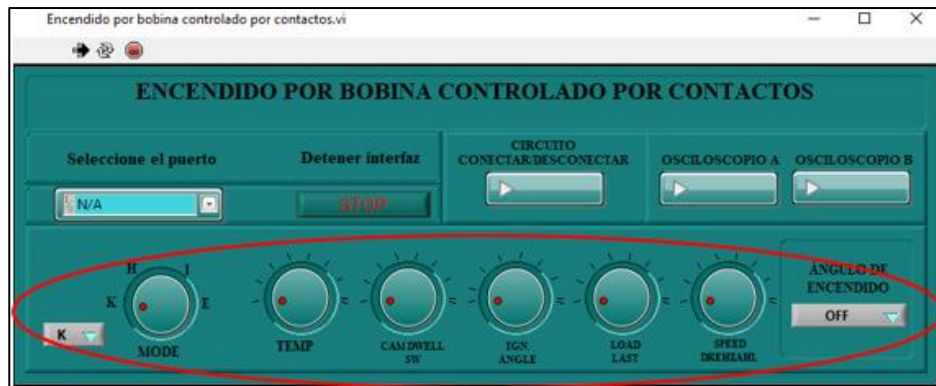 Encendido por bobina controlado por contactos.vi
ENCENDIDO POR BOBINA CONTROLADO POR CONTACTOS
Seleccione el puerto
Detener interfaz
CIRCUITO
CONECTAR/DESCONECTAR
OSCILOSCOPIO A
OSCILOSCOPIO B
N/A
STOP
H
I
K
E
K
MODE
TEMP
CAM DWELL
SW
IGN.
ANGLE
LOAD
LAST
SPEED
DREHZAHL
ÁNGULO DE
ENCENDIDO
OFF